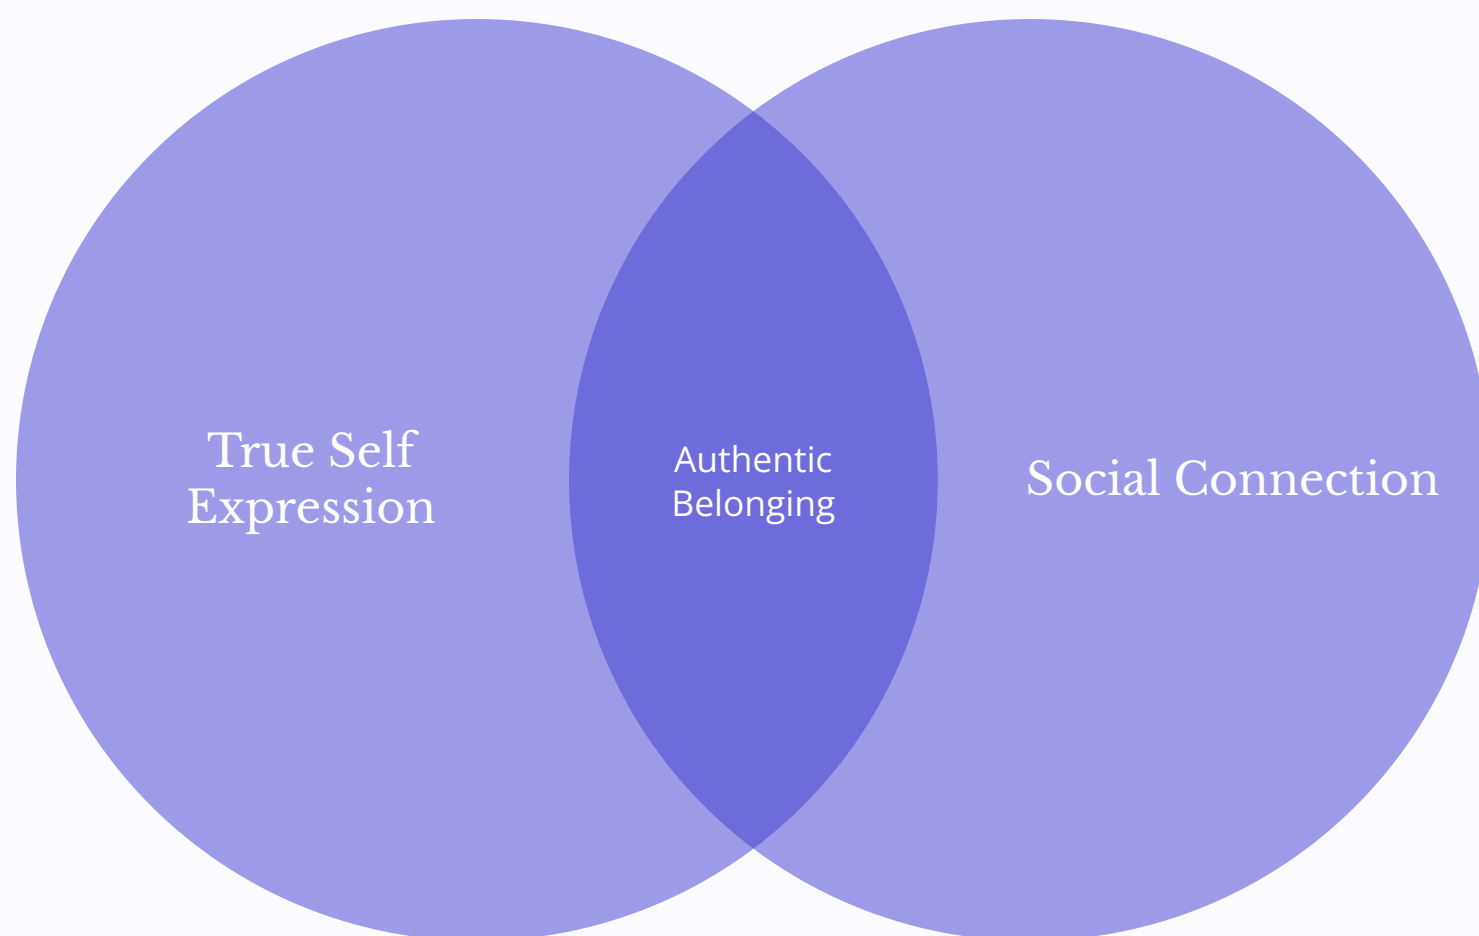 True Self
Expression
Authentic
Belonging
Social Connection